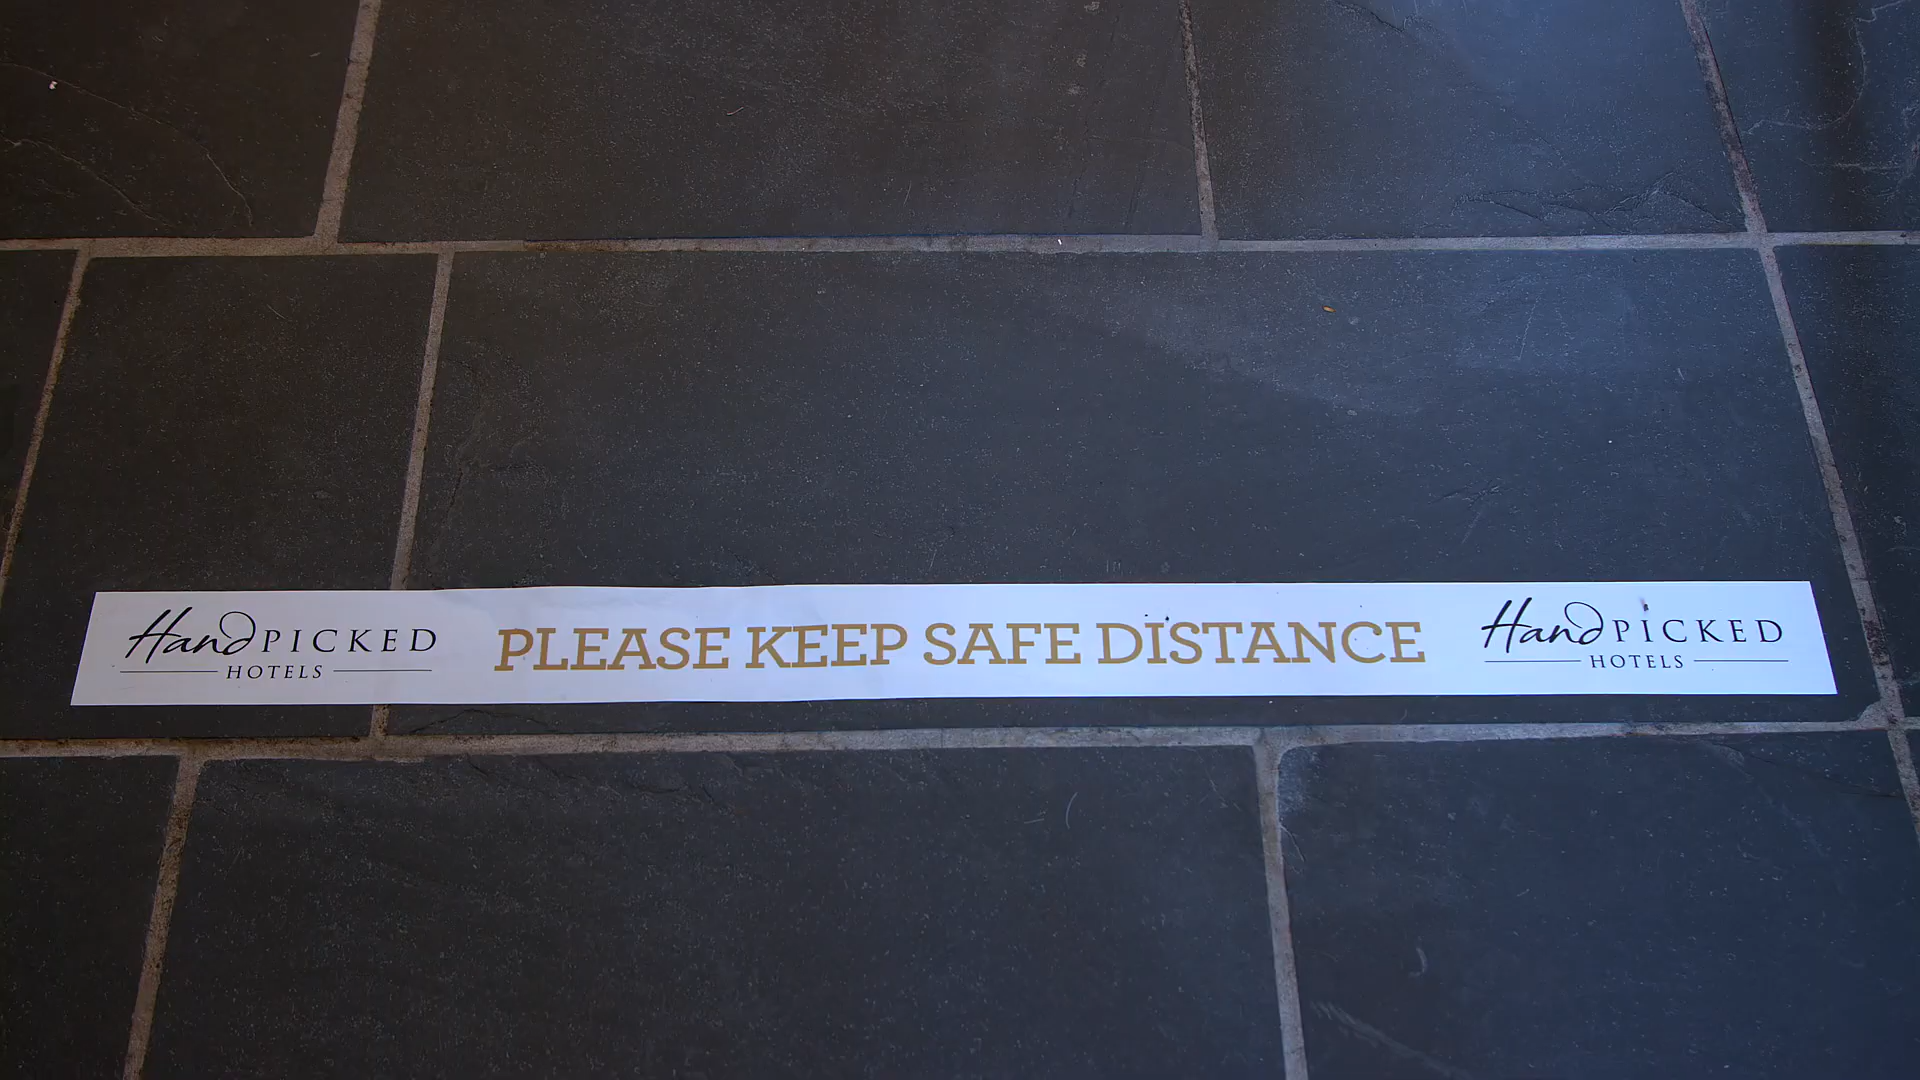 HandPICKED
HOTELS
PLEASE KEEP SAFE DISTANCE
HandPICKED
HOTELS